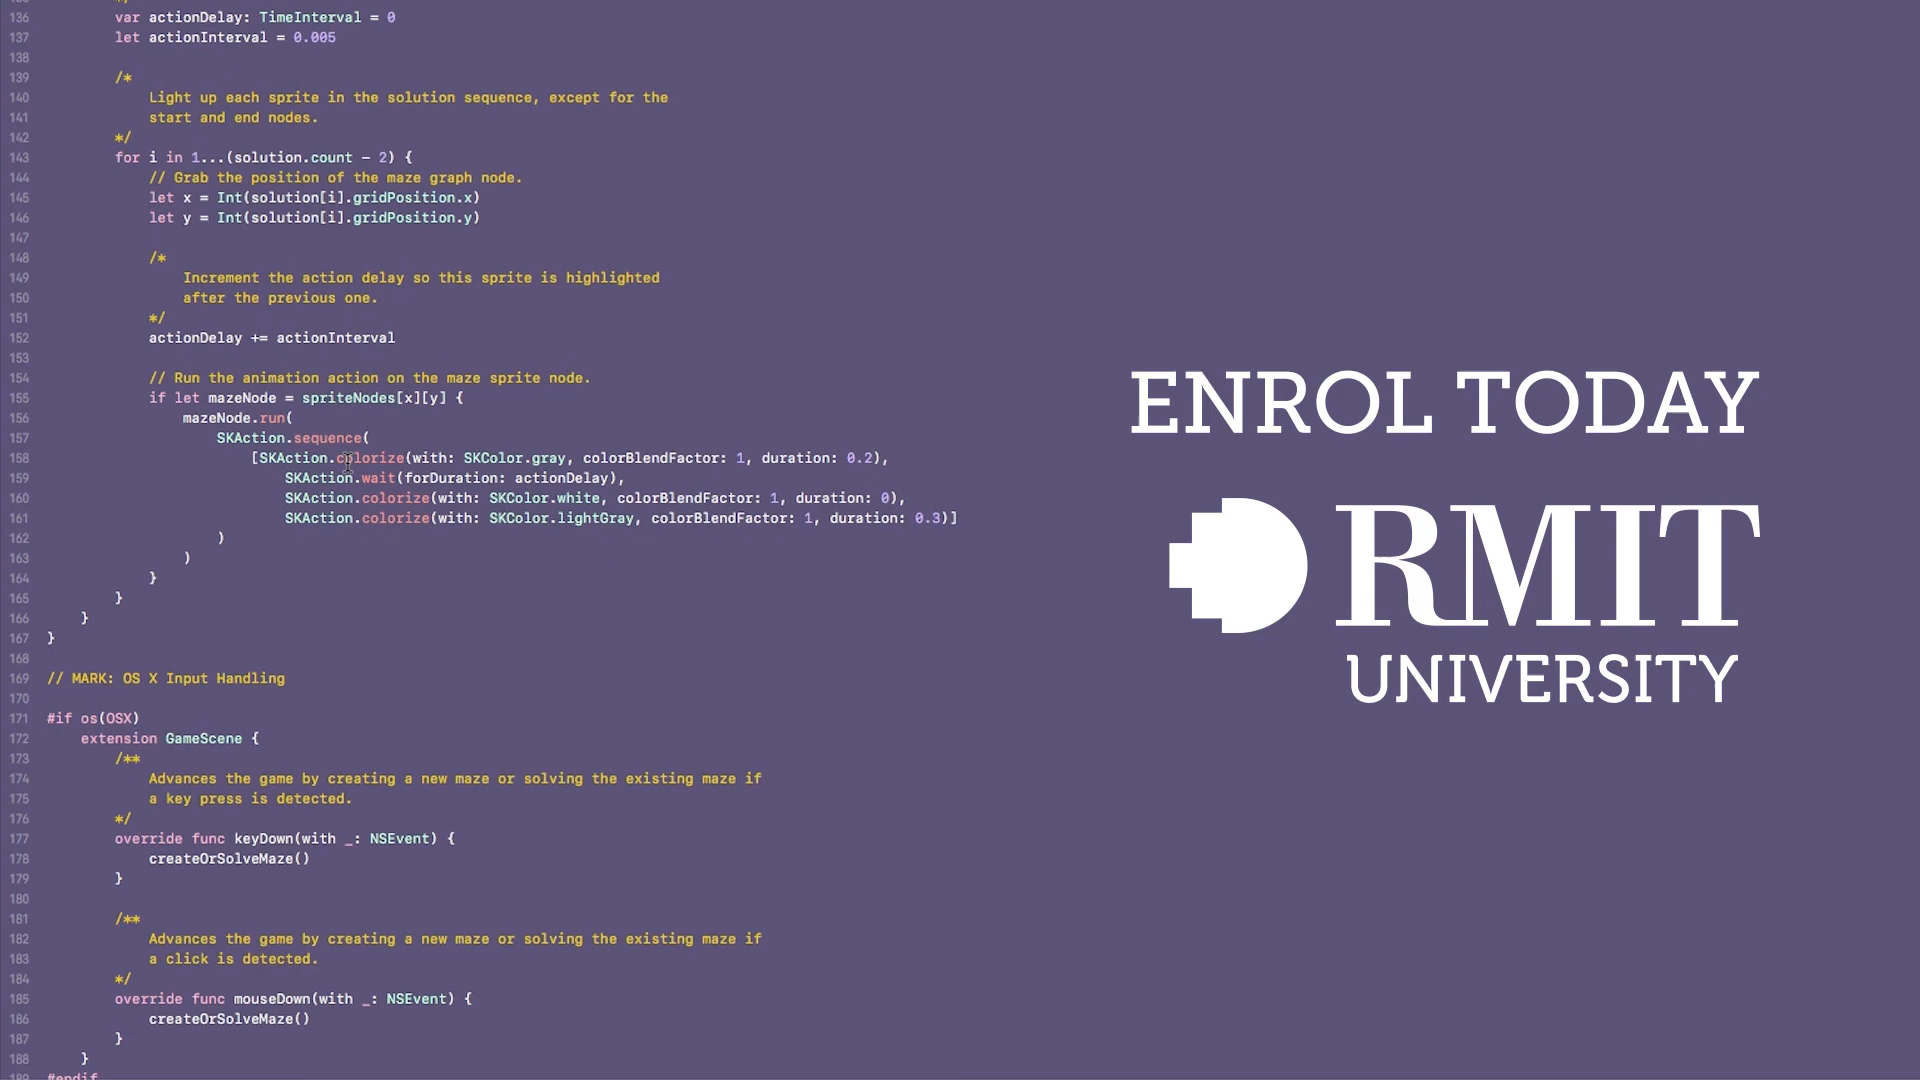 136 var actionDelay: TimeInterval = 0
137 let actionInterval = 0.005
138
139 /*
140 Light up each sprite in the solution sequence, except for the
141 start and end nodes.
142 */
143 for i in 1...(solution.count - 2) {
144 // Grab the position of the maze graph node.
145 let x = Int(solution[i].gridPosition.x)
146 let y = Int(solution[i].gridPosition.y)
147
148 /*
149 Increment the action delay so this sprite is highlighted
150 after the previous one.
151 */
152 actionDelay += actionInterval
153
154 // Run the animation action on the maze sprite node.
155 if let mazeNode = spriteNodes[x][y] {
156 mazeNode.run(
157 SKAction.sequence(
158 [SKAction.colorize(with: SKColor.gray, colorBlendFactor: 1, duration: 0.2),
159 SKAction.wait(forDuration: actionDelay),
160 SKAction.colorize(with: SKColor.white, colorBlendFactor: 1, duration: 0),
161 SKAction.colorize(with: SKColor.lightGray, colorBlendFactor: 1, duration: 0.3)]
162 )
163 )
164 }
165 }
166 }
167 }
168
169 // MARK: OS X Input Handling
170
171 #if os(OSX)
172 extension GameScene {
173 /**
174 Advances the game by creating a new maze or solving the existing maze if
175 a key press is detected.
176 */
177 override func keyDown(with _: NSEvent) {
178 createOrSolveMaze()
179 }
180
181 /**
182 Advances the game by creating a new maze or solving the existing maze if
183 a click is detected.
184 */
185 override func mouseDown(with _: NSEvent) {
186 createOrSolveMaze()
187 }
188 }
189 #endif
ENROL TODAY
RMIT
UNIVERSITY